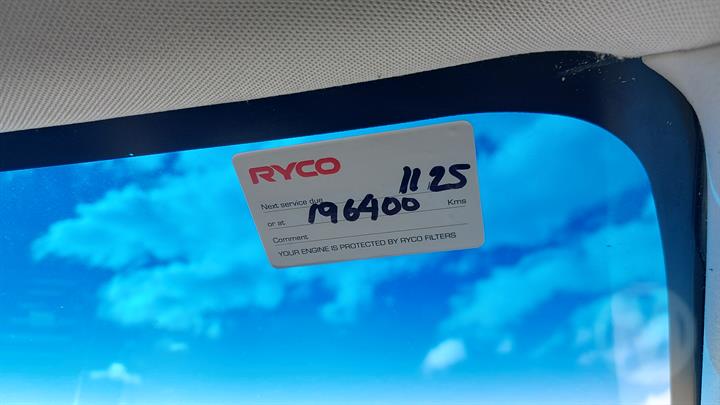 RYCO
Next service due 11 25
or at 196400 Kms
Comment
YOUR ENGINE IS PROTECTED BY RYCO FILTERS